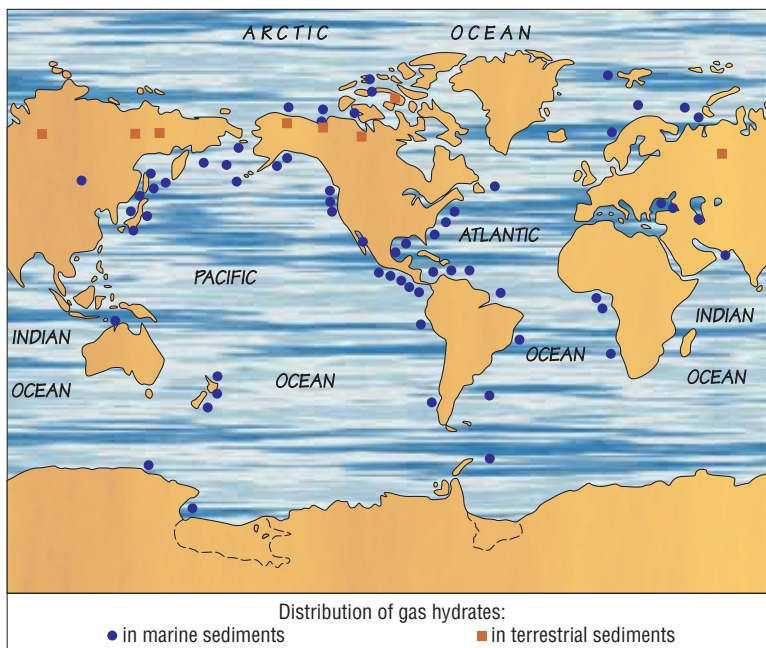 ARCTIC OCEAN
ATLANTIC
PACIFIC
INDIAN
INDIAN
OCEAN
OCEAN
OCEAN
OCEAN
Distribution of gas hydrates:
in marine sediments
in terrestrial sediments